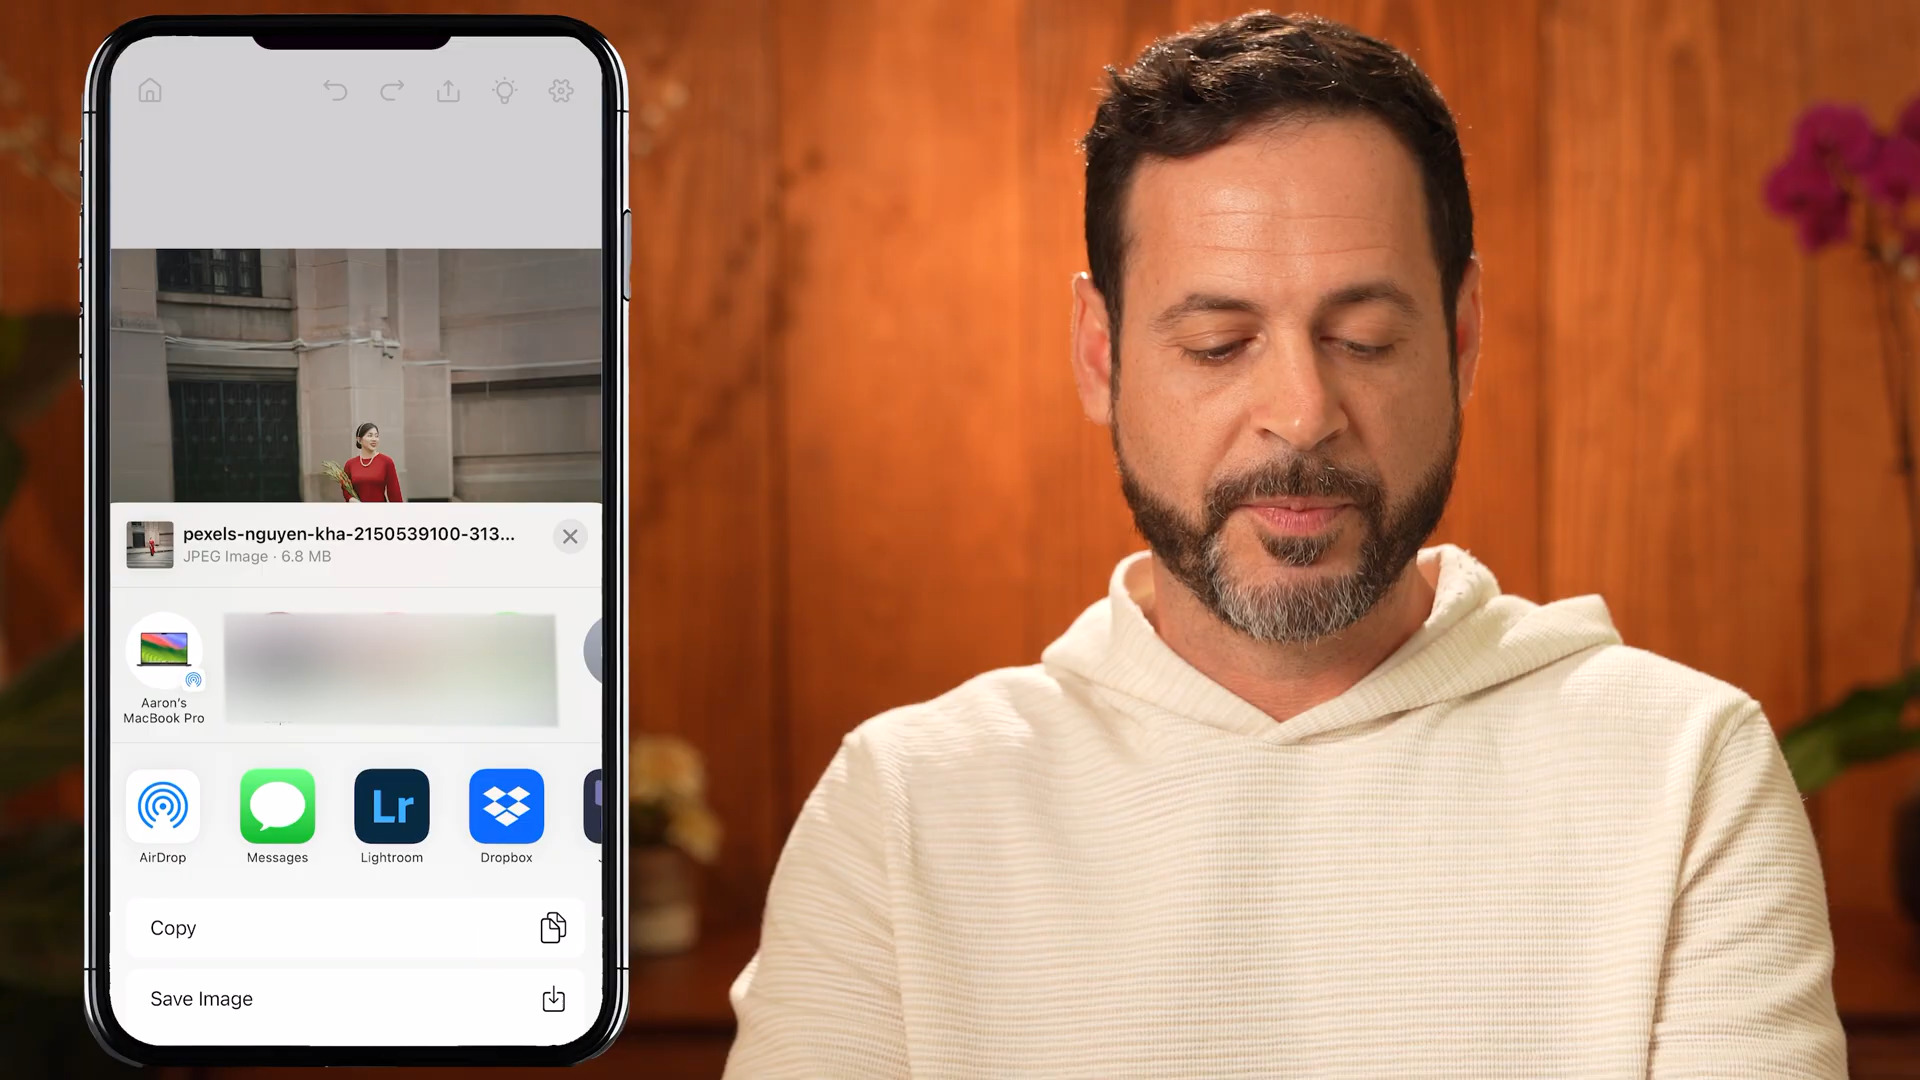 pexels-nguyen-kha-2150539100-313...
JPEG Image · 6.8 MB
Aaron's
MacBook Pro
Lr
AirDrop
Messages
Lightroom
Dropbox
Copy
Save Image